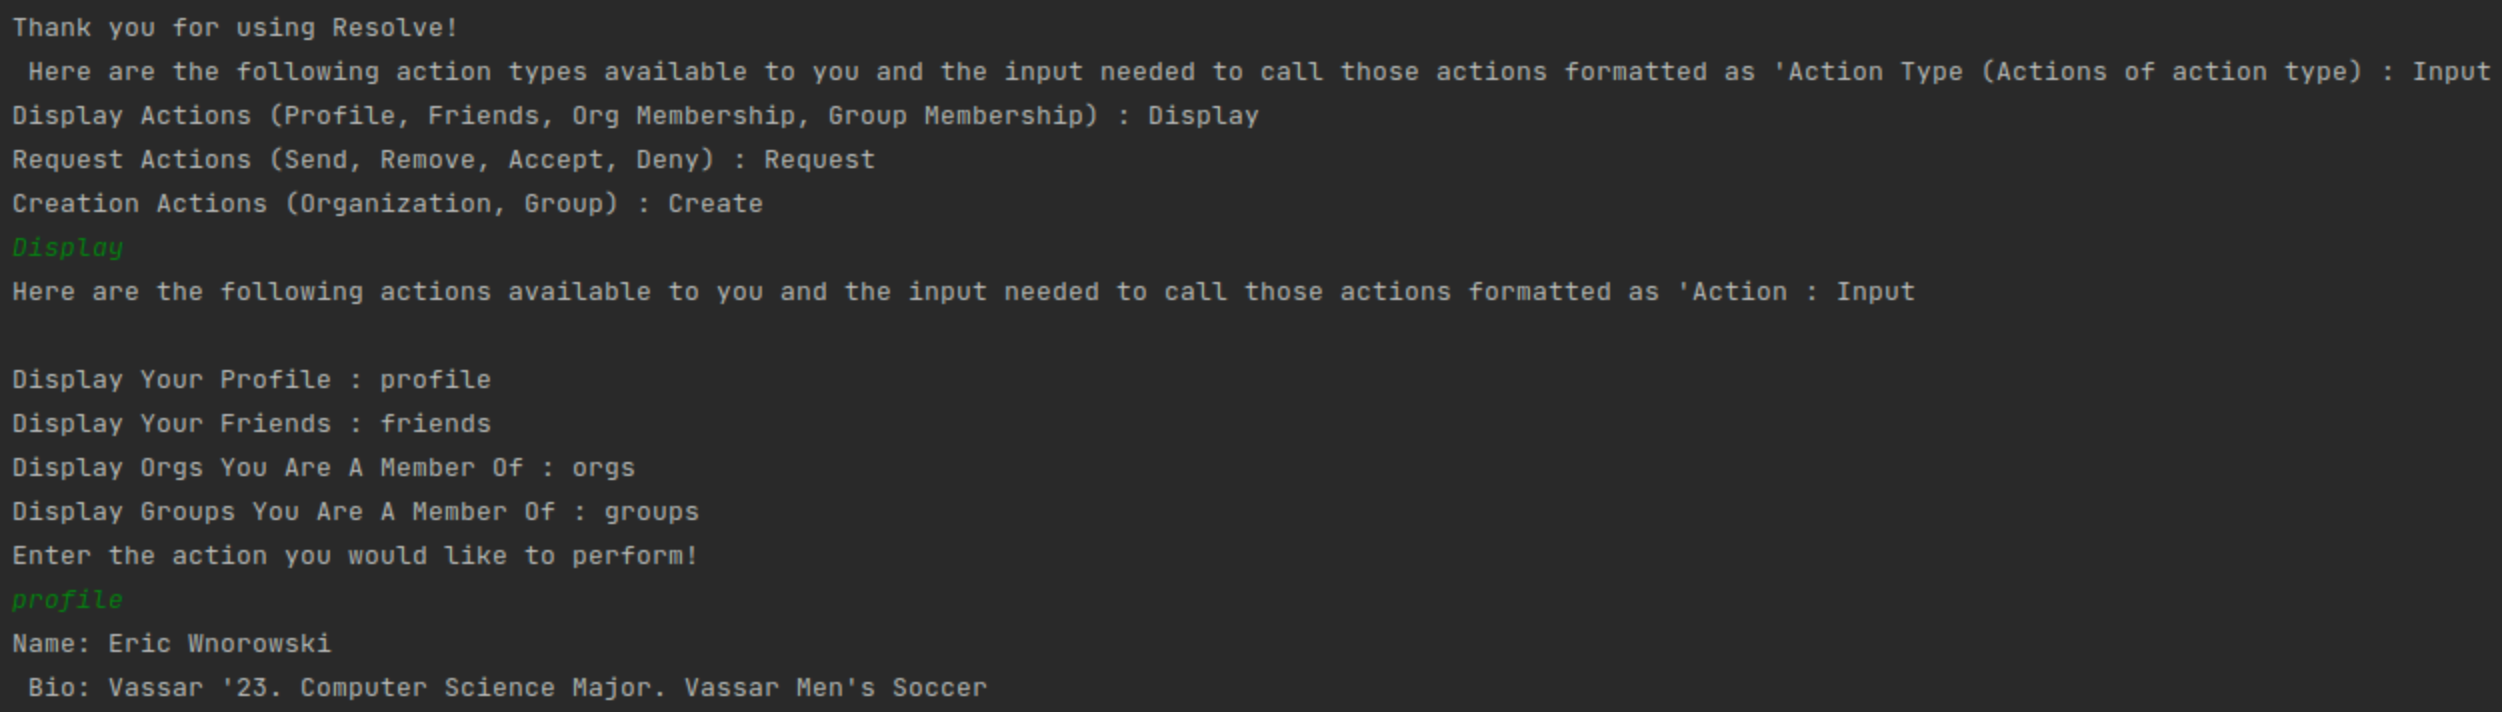 Thank you for using Resolve!
Here are the following action types available to you and the input needed to call those actions formatted as 'Action Type (Actions of action type) : Input
Display Actions (Profile, Friends, Org Membership, Group Membership) : Display
Request Actions (Send, Remove, Accept, Deny) : Request
Creation Actions (Organization, Group) : Create
Display
Here are the following actions available to you and the input needed to call those actions formatted as 'Action : Input
Display Your Profile : profile
Display Your Friends : friends
Display Orgs You Are A Member Of : orgs
Display Groups You Are A Member Of : groups
Enter the action you would like to perform!
profile
Name: Eric Wnorowski
Bio: Vassar '23. Computer Science Major. Vassar Men's Soccer